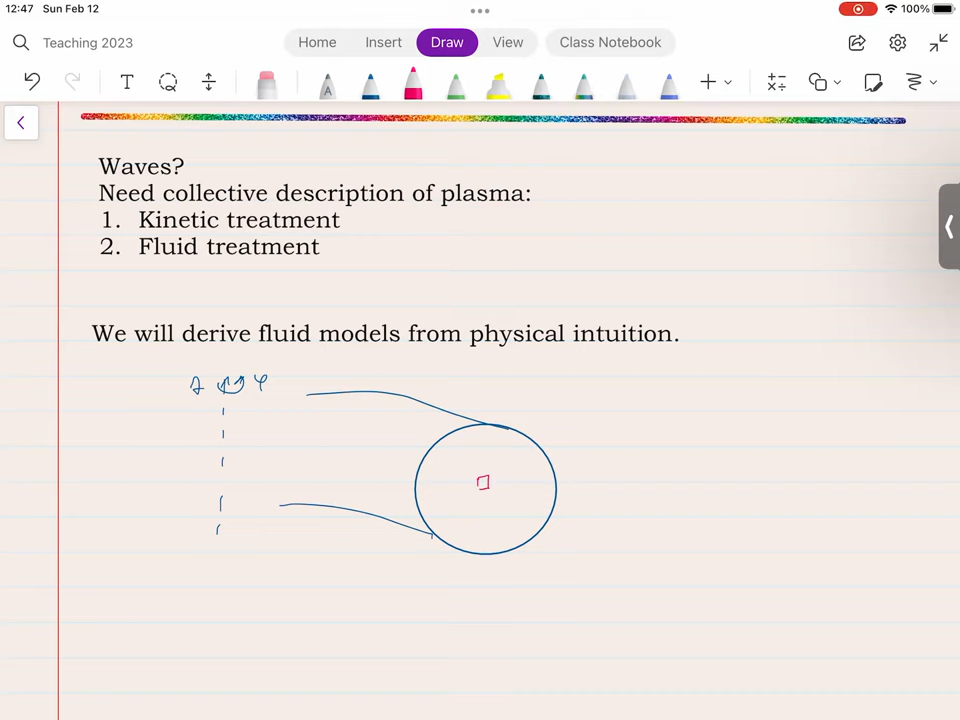 12:47 Sun Feb 12 100%
Teaching 2023
Home Insert Draw View Class Notebook
T A
Waves?
Need collective description of plasma:
1. Kinetic treatment
2. Fluid treatment
We will derive fluid models from physical intuition.
φ